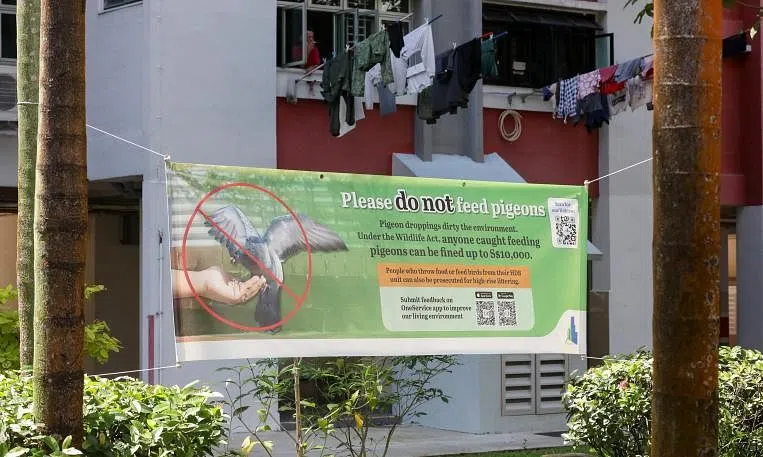 Please do not feed pigeons
Pigeon droppings dirty the environment.
Under the Wildlife Act, anyone caught feeding
pigeons can be fined up to S$10,000.
People who throw food or feed birds from their HDB
unit can also be prosecuted for high-rise littering.
Submit feedback on
OneService app to improve
our living environment